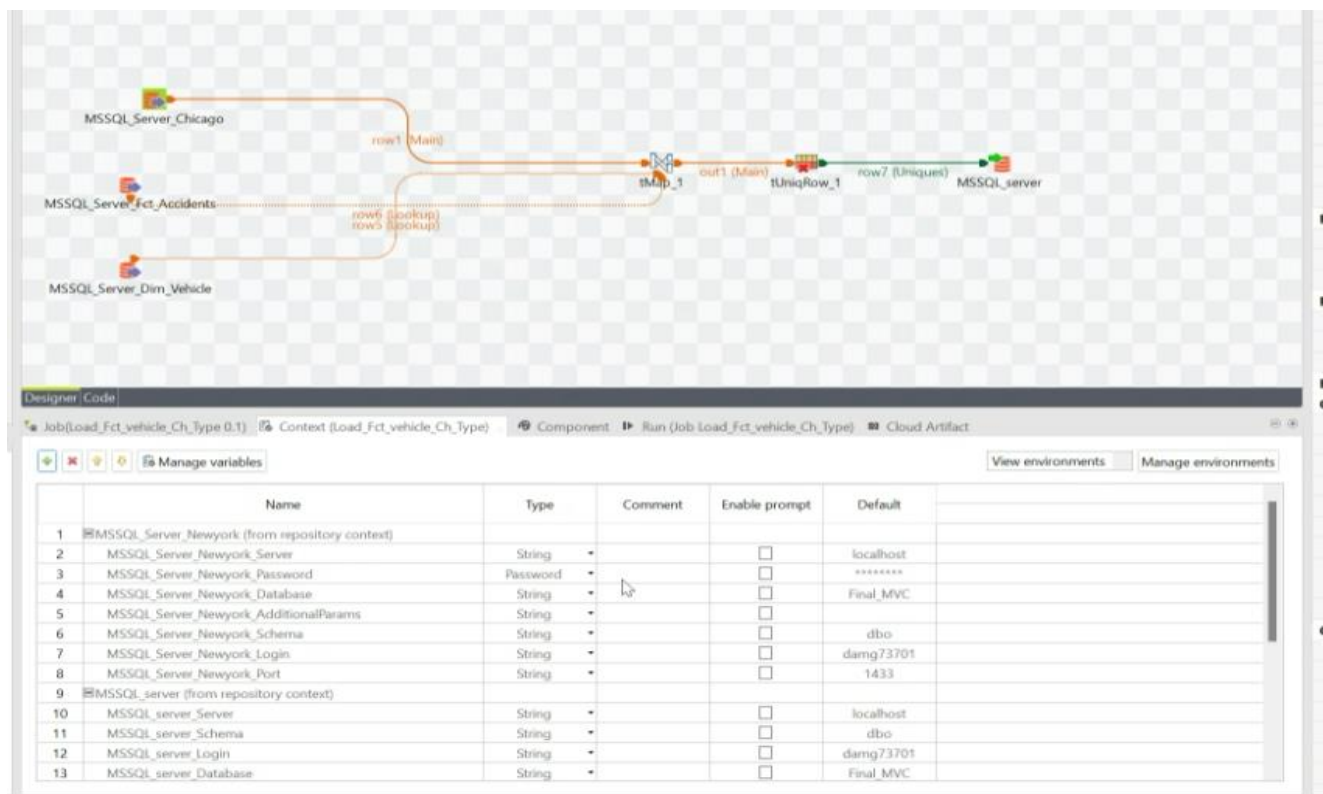 MSSQL_Server_Chicago
row1 (Main)
tMap_1
out1 (Main)
tUniqRow_1
row7 (Uniques)
MSSQL_server
MSSQL_Server_Fct_Accidents
row6 (Lookup)
row5 (Lookup)
MSSQL_Server_Dim_Vehicle
Designer Code
Job(Load_Fct_vehicle_Ch_Type 0.1) Context (Load_Fct_vehicle_Ch_Type) Component Run (Job Load_Fct_vehicle_Ch_Type) Cloud Artifact
Manage variables View environments Manage environments
Name Type Comment Enable prompt Default
1 MSSQL_Server_Newyork (from repository context)
2 MSSQL_Server_Newyork_Server String localhost
3 MSSQL_Server_Newyork_Password Password ********
4 MSSQL_Server_Newyork_Database String Final_MVC
5 MSSQL_Server_Newyork_AdditionalParams String
6 MSSQL_Server_Newyork_Schema String dbo
7 MSSQL_Server_Newyork_Login String damg73701
8 MSSQL_Server_Newyork_Port String 1433
9 MSSQL_server (from repository context)
10 MSSQL_server_Server String localhost
11 MSSQL_server_Schema String dbo
12 MSSQL_server_Login String damg73701
13 MSSQL_server_Database String Final_MVC